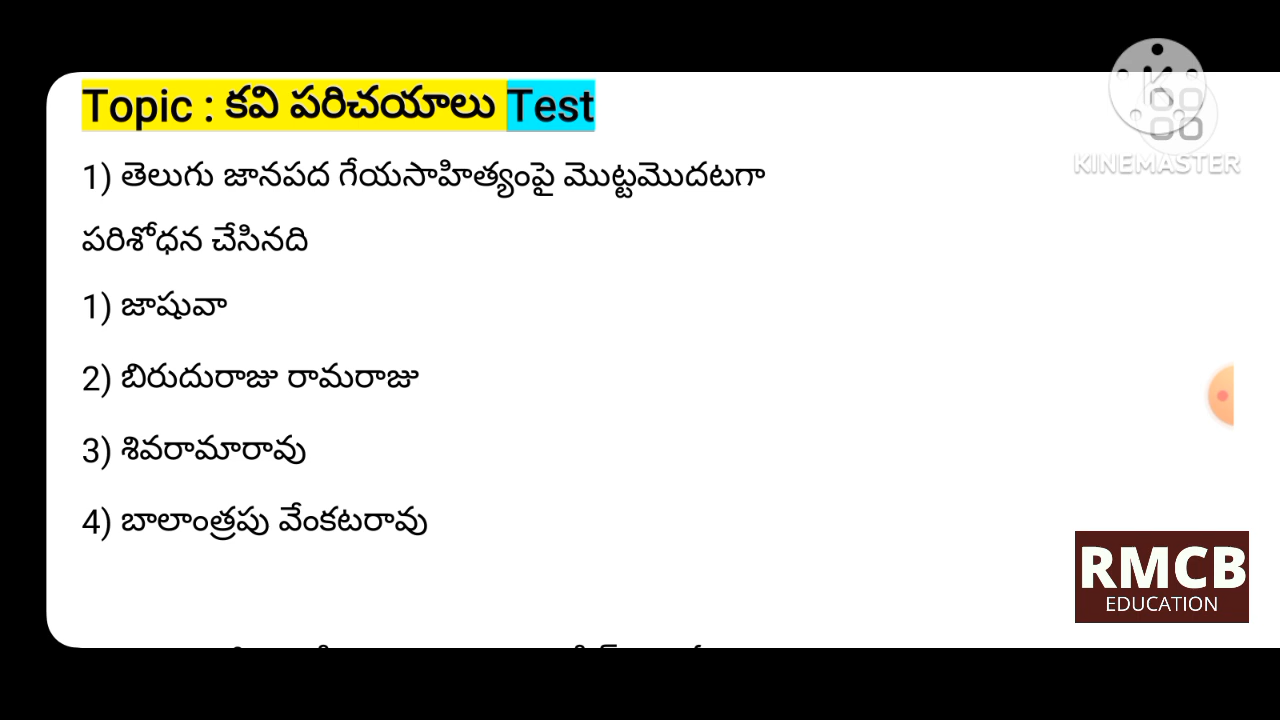 Topic : కవి పరిచయాలు Test
1) తెలుగు జానపద గేయసాహిత్యంపై మొట్టమొదటగా
పరిశోధన చేసినది
1) జాషువా
2) బిరుదురాజు రామరాజు
3) శివరామారావు
4) బాలాంత్రపు వేంకటరావు
KINEMASTER
RMCB
EDUCATION